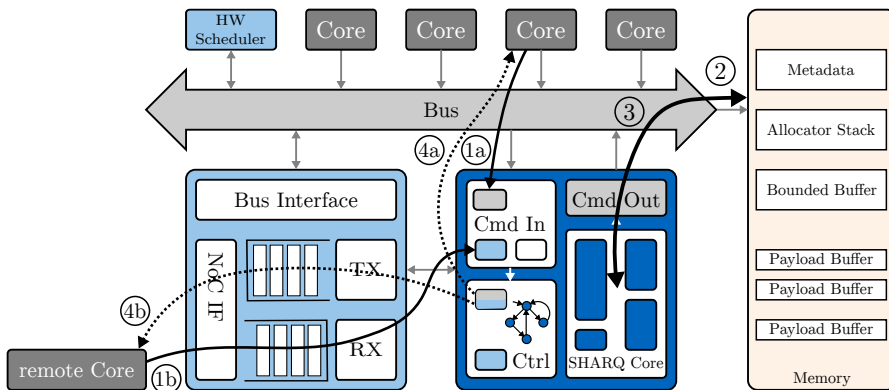 HW
Scheduler
Core
Core
Core
Core
2
Metadata
Bus
3
Allocator Stack
4a
1a
Bus Interface
Cmd Out
Bounded Buffer
Cmd In
NoC IF
TX
Payload Buffer
Payload Buffer
4b
RX
Ctrl
SHARQ Core
Payload Buffer
remote Core
1b
Memory